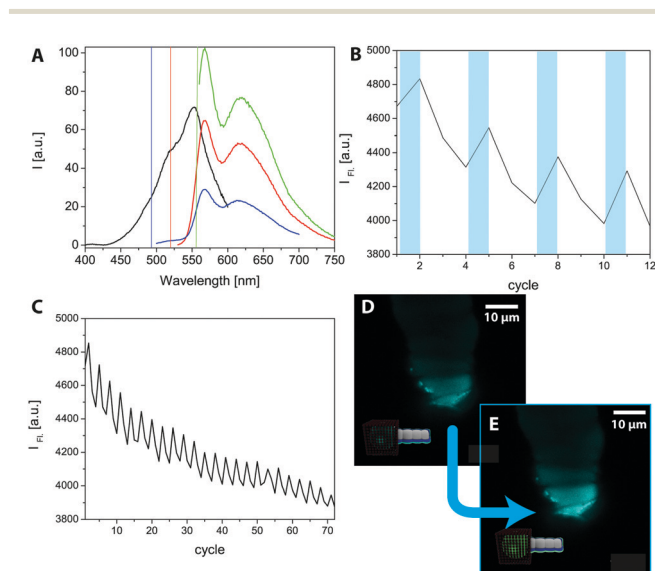 A
I [a.u.]
100
80
60
40
20
0
400 450 500 550 600 650 700 750
Wavelength [nm]
B
I Fl. [a.u.]
5000
4800
4600
4400
4200
4000
3800
2 4 6 8 10 12
cycle
C
I Fl. [a.u.]
5000
4800
4600
4400
4200
4000
3800
10 20 30 40 50 60 70
cycle
D
10 µm
E
10 µm